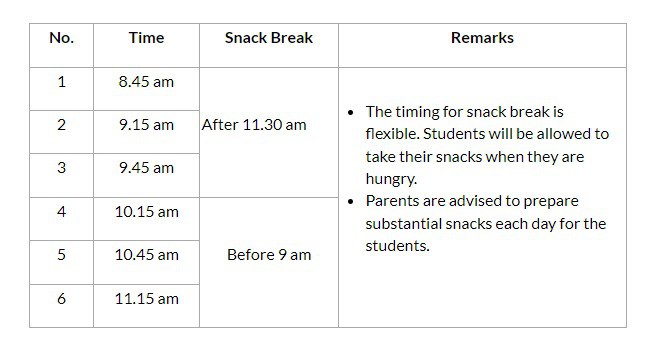 No. Time Snack Break Remarks
1 8.45 am
2 9.15 am After 11.30 am
3 9.45 am
4 10.15 am
5 10.45 am Before 9 am
6 11.15 am
• The timing for snack break is
flexible. Students will be allowed to
take their snacks when they are
hungry.
• Parents are advised to prepare
substantial snacks each day for the
students.